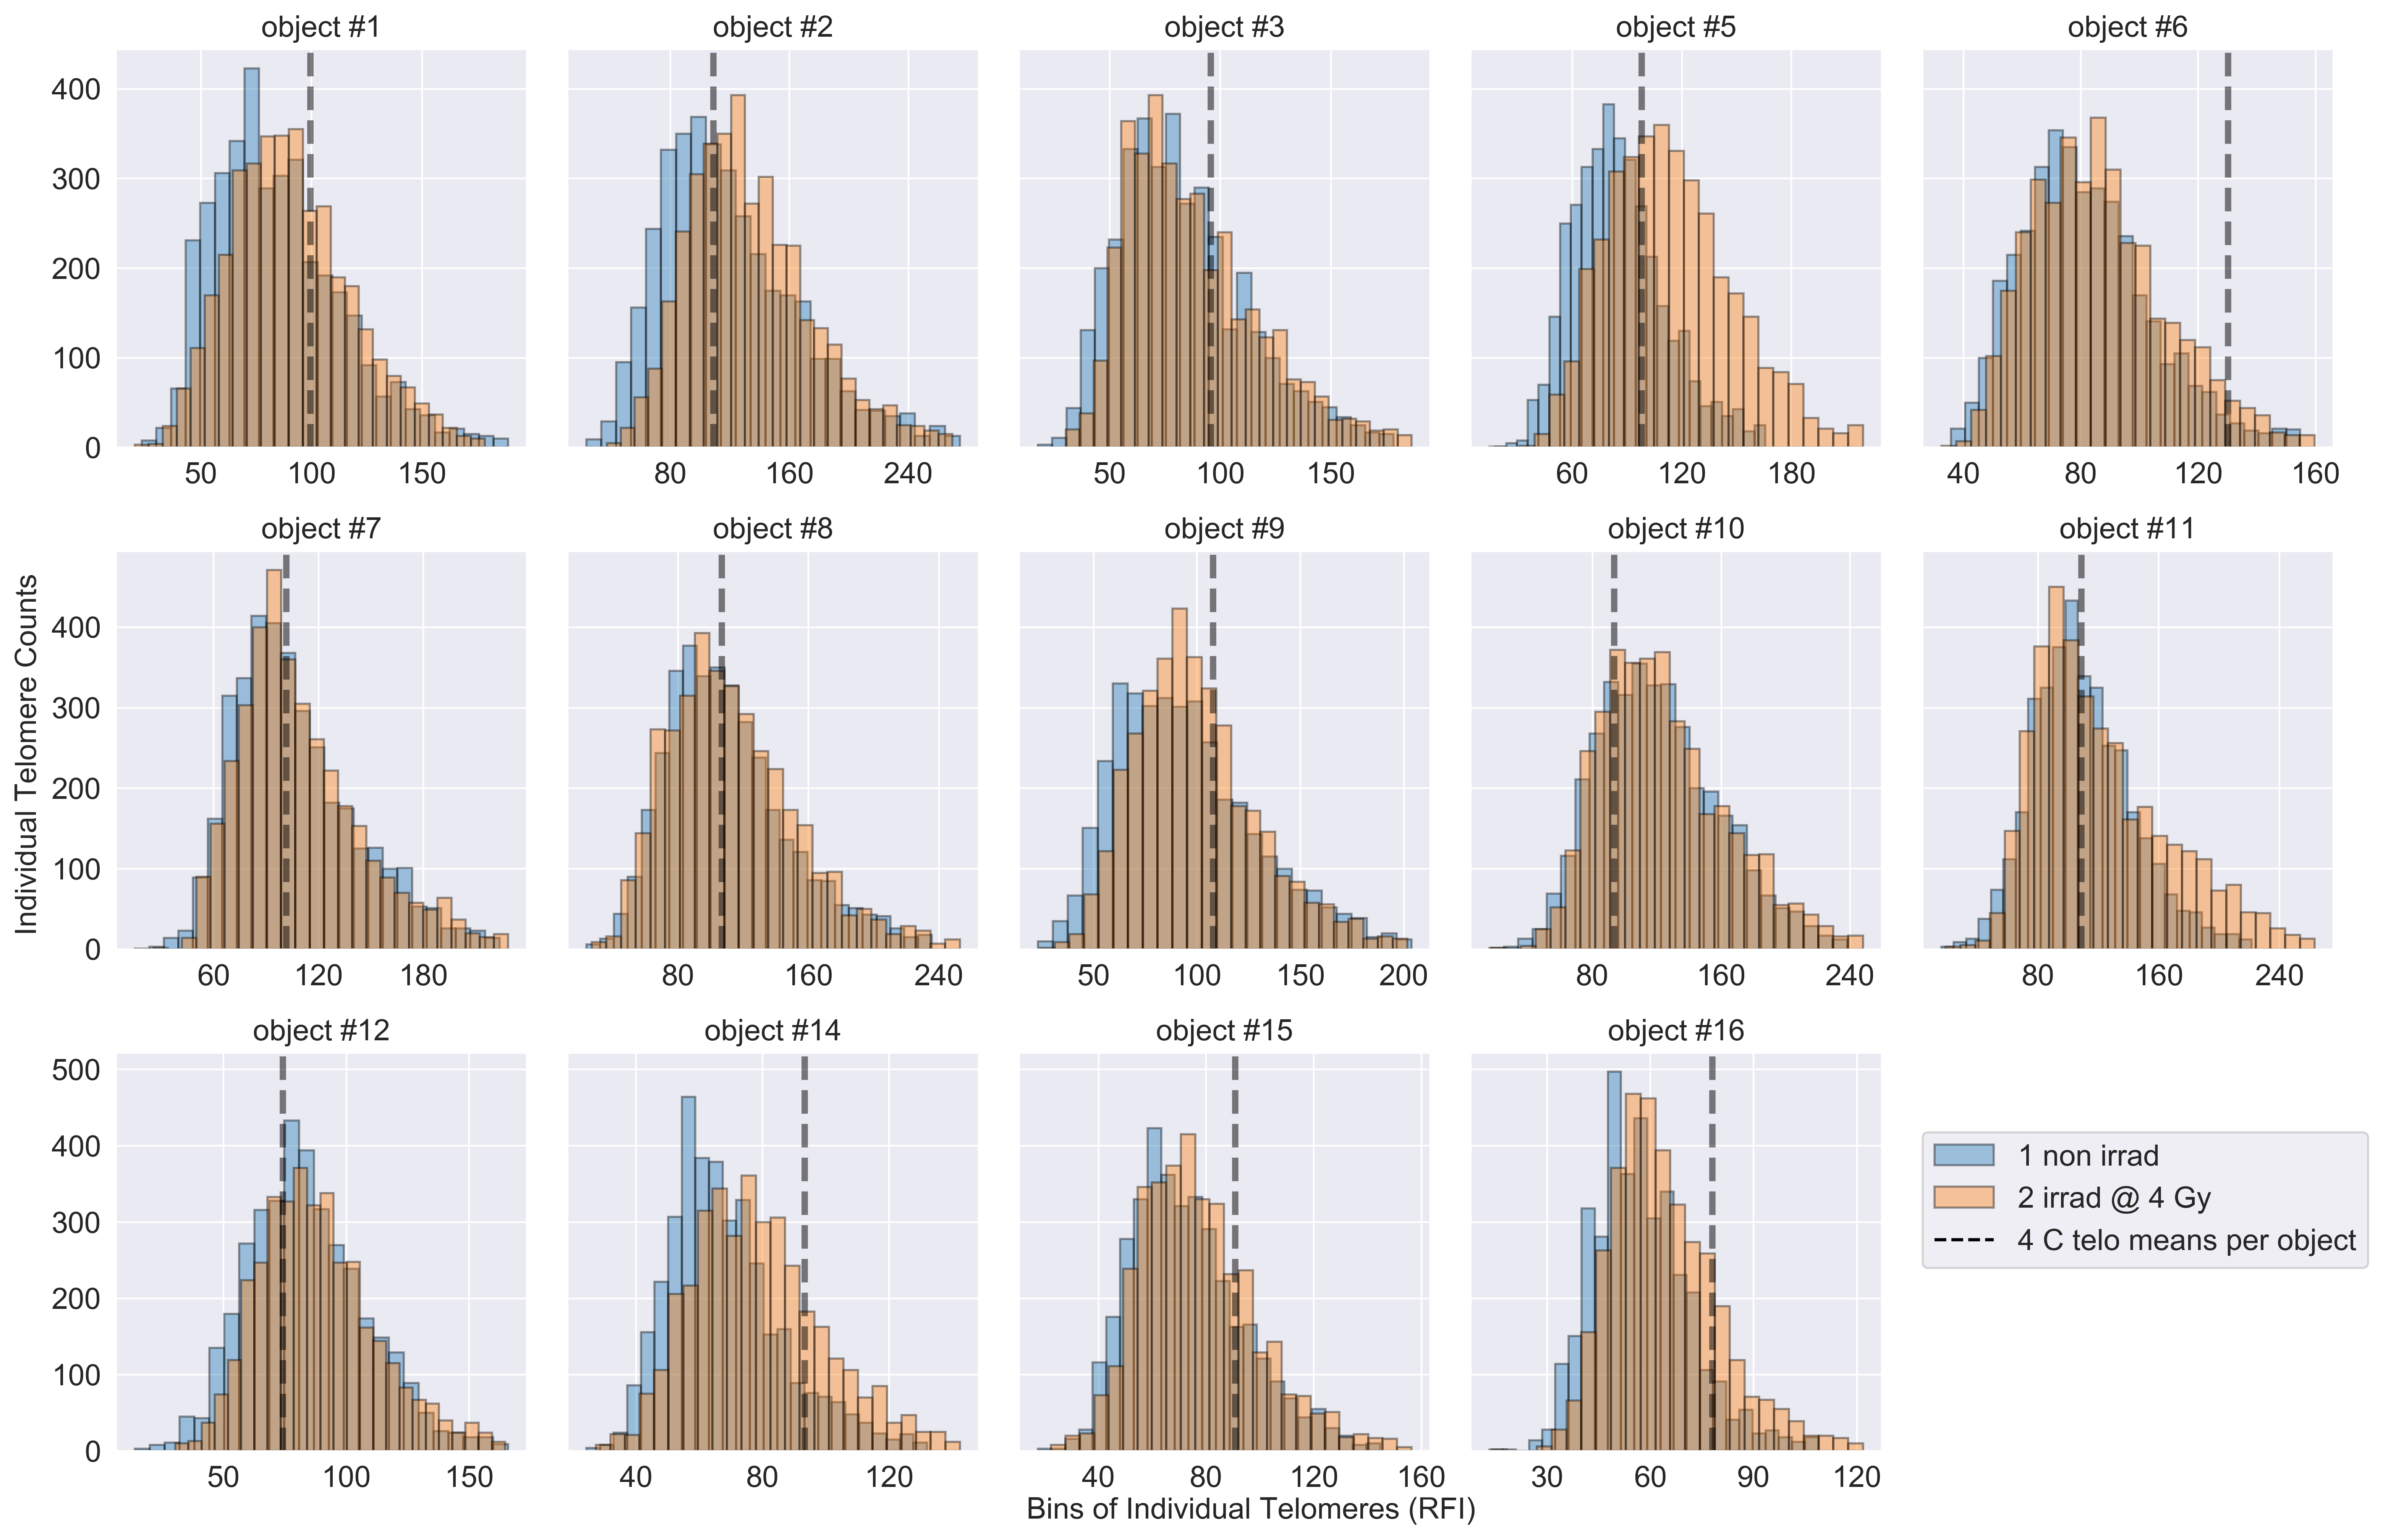 object #1
object #2
object #3
object #5
object #6
400
300
200
100
0
50 100 150
80 160 240
50 100 150
60 120 180
40 80 120 160
object #7
object #8
object #9
object #10
object #11
Individual Telomere Counts
400
300
200
100
0
60 120 180
80 160 240
50 100 150 200
80 160 240
80 160 240
object #12
object #14
object #15
object #16
500
400
300
200
100
0
50 100 150
40 80 120
40 80 120 160
30 60 90 120
1 non irrad
2 irrad @ 4 Gy
4 C telo means per object
Bins of Individual Telomeres (RFI)